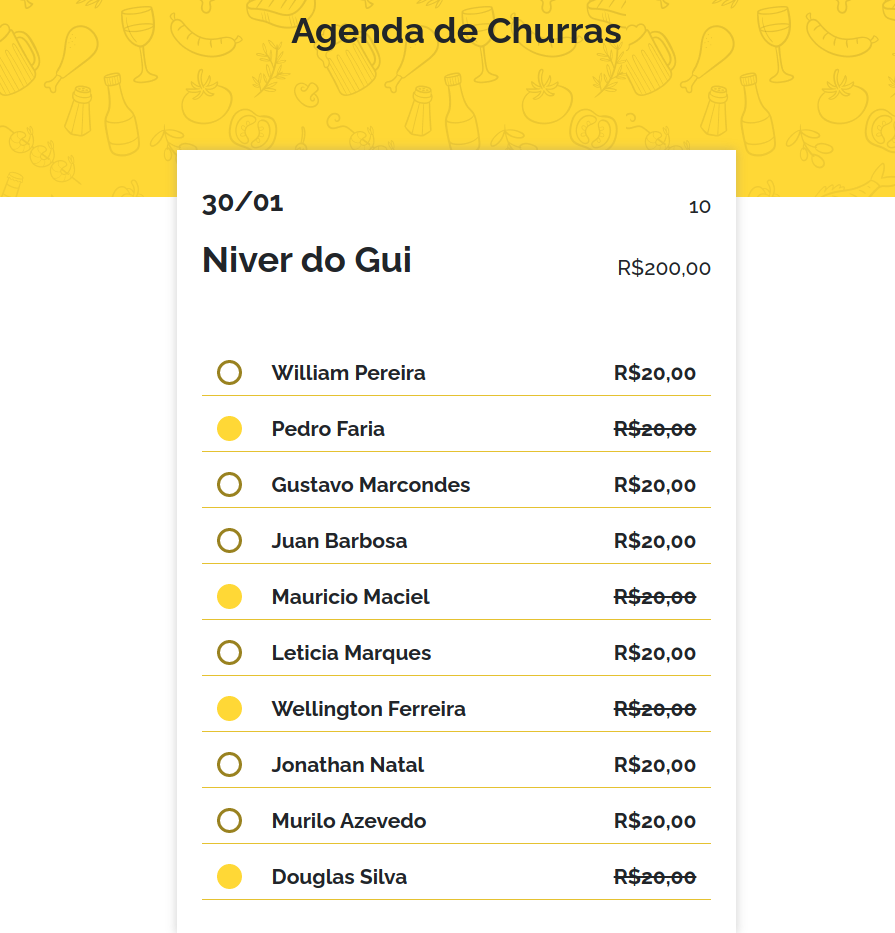 Agenda de Churras
30/01 10
Niver do Gui R$200,00
William Pereira R$20,00
Pedro Faria R$20,00
Gustavo Marcondes R$20,00
Juan Barbosa R$20,00
Mauricio Maciel R$20,00
Leticia Marques R$20,00
Wellington Ferreira R$20,00
Jonathan Natal R$20,00
Murilo Azevedo R$20,00
Douglas Silva R$20,00